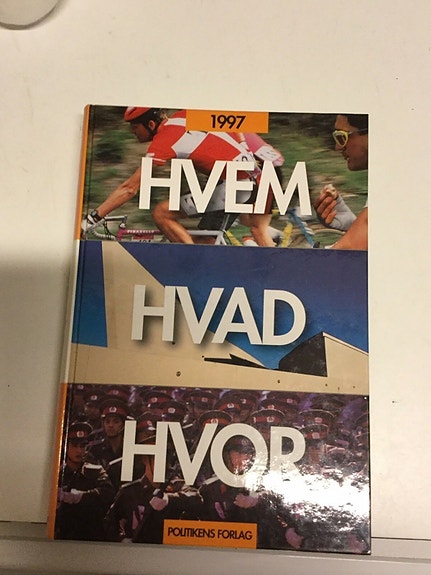 1997
HVEM
HVAD
HVOR
POLITIKENS FORLAG